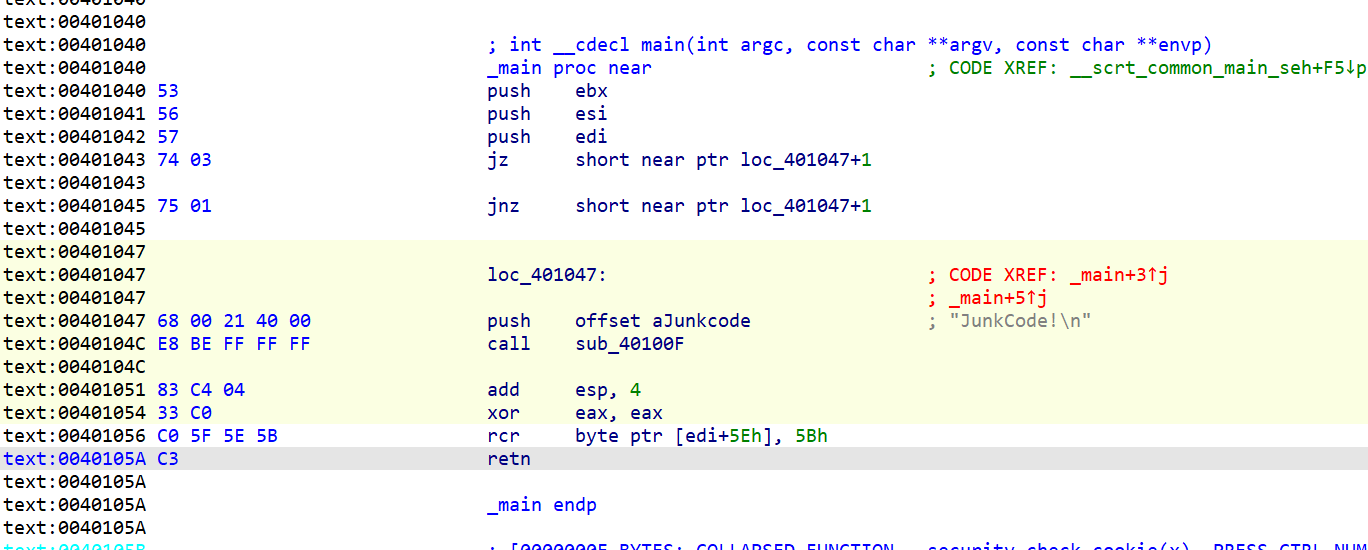 text:00401040
text:00401040
text:00401040 ; int __cdecl main(int argc, const char **argv, const char **envp)
text:00401040 _main proc near ; CODE XREF: __scrt_common_main_seh+F5↓p
text:00401040 53 push ebx
text:00401041 56 push esi
text:00401042 57 push edi
text:00401043 74 03 jz short near ptr loc_401047+1
text:00401043
text:00401045 75 01 jnz short near ptr loc_401047+1
text:00401045
text:00401047
text:00401047 loc_401047: ; CODE XREF: _main+3↑j
text:00401047 ; _main+5↑j
text:00401047 68 00 21 40 00 push offset aJunkcode ; "JunkCode!\n"
text:0040104C E8 BE FF FF FF call sub_40100F
text:0040104C
text:00401051 83 C4 04 add esp, 4
text:00401054 33 C0 xor eax, eax
text:00401056 C0 5F 5E 5B rcr byte ptr [edi+5Eh], 5Bh
text:0040105A C3 retn
text:0040105A
text:0040105A _main endp
text:0040105A
text:0040105B ; [0000000F BYTES: COLLAPSED FUNCTION __security_check_cookie(x). PRESS CTRL-NUM